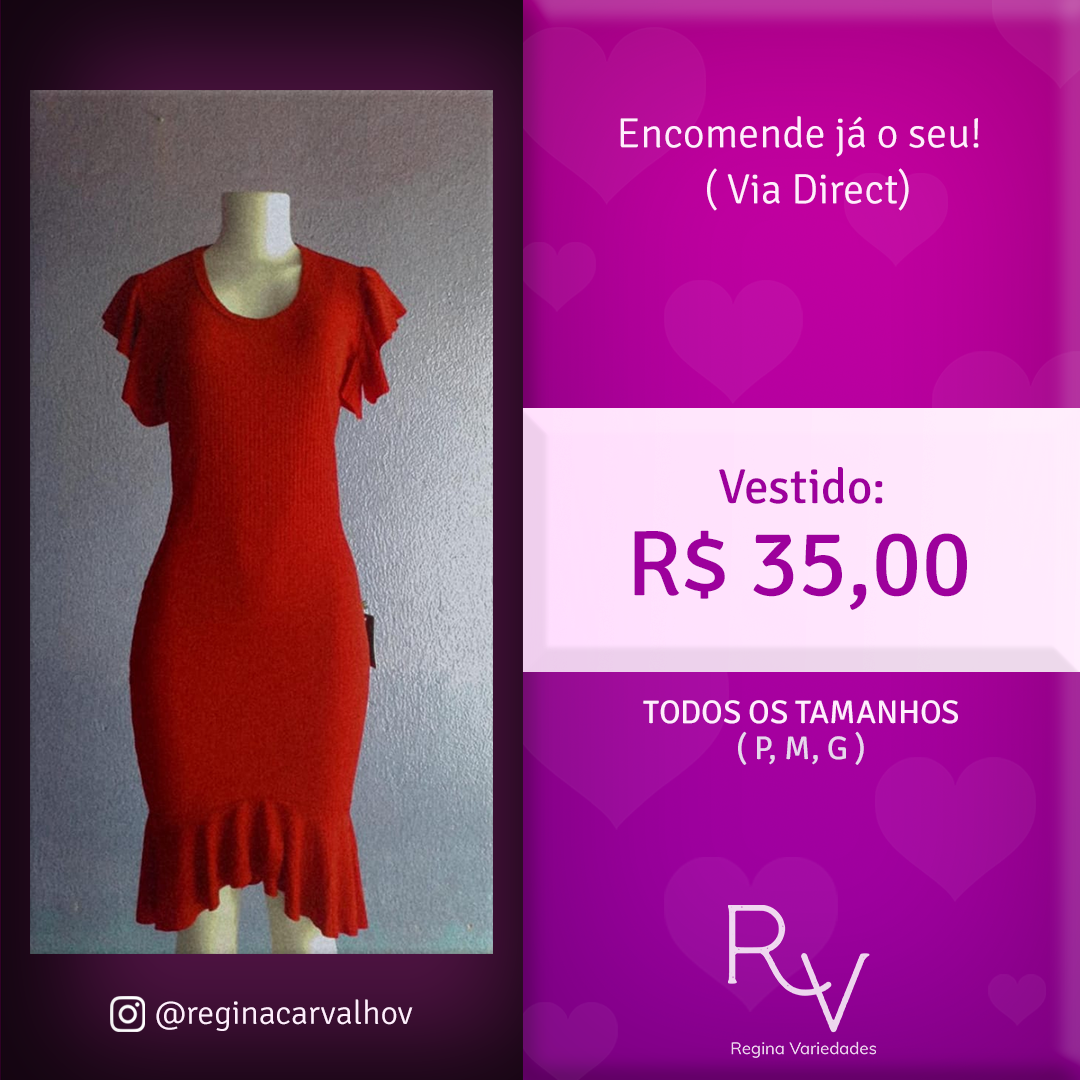 Encomende já o seu!
( Via Direct)
Vestido:
R$ 35,00
TODOS OS TAMANHOS
( P, M, G )
RV
Regina Variedades
@reginacarvalhov